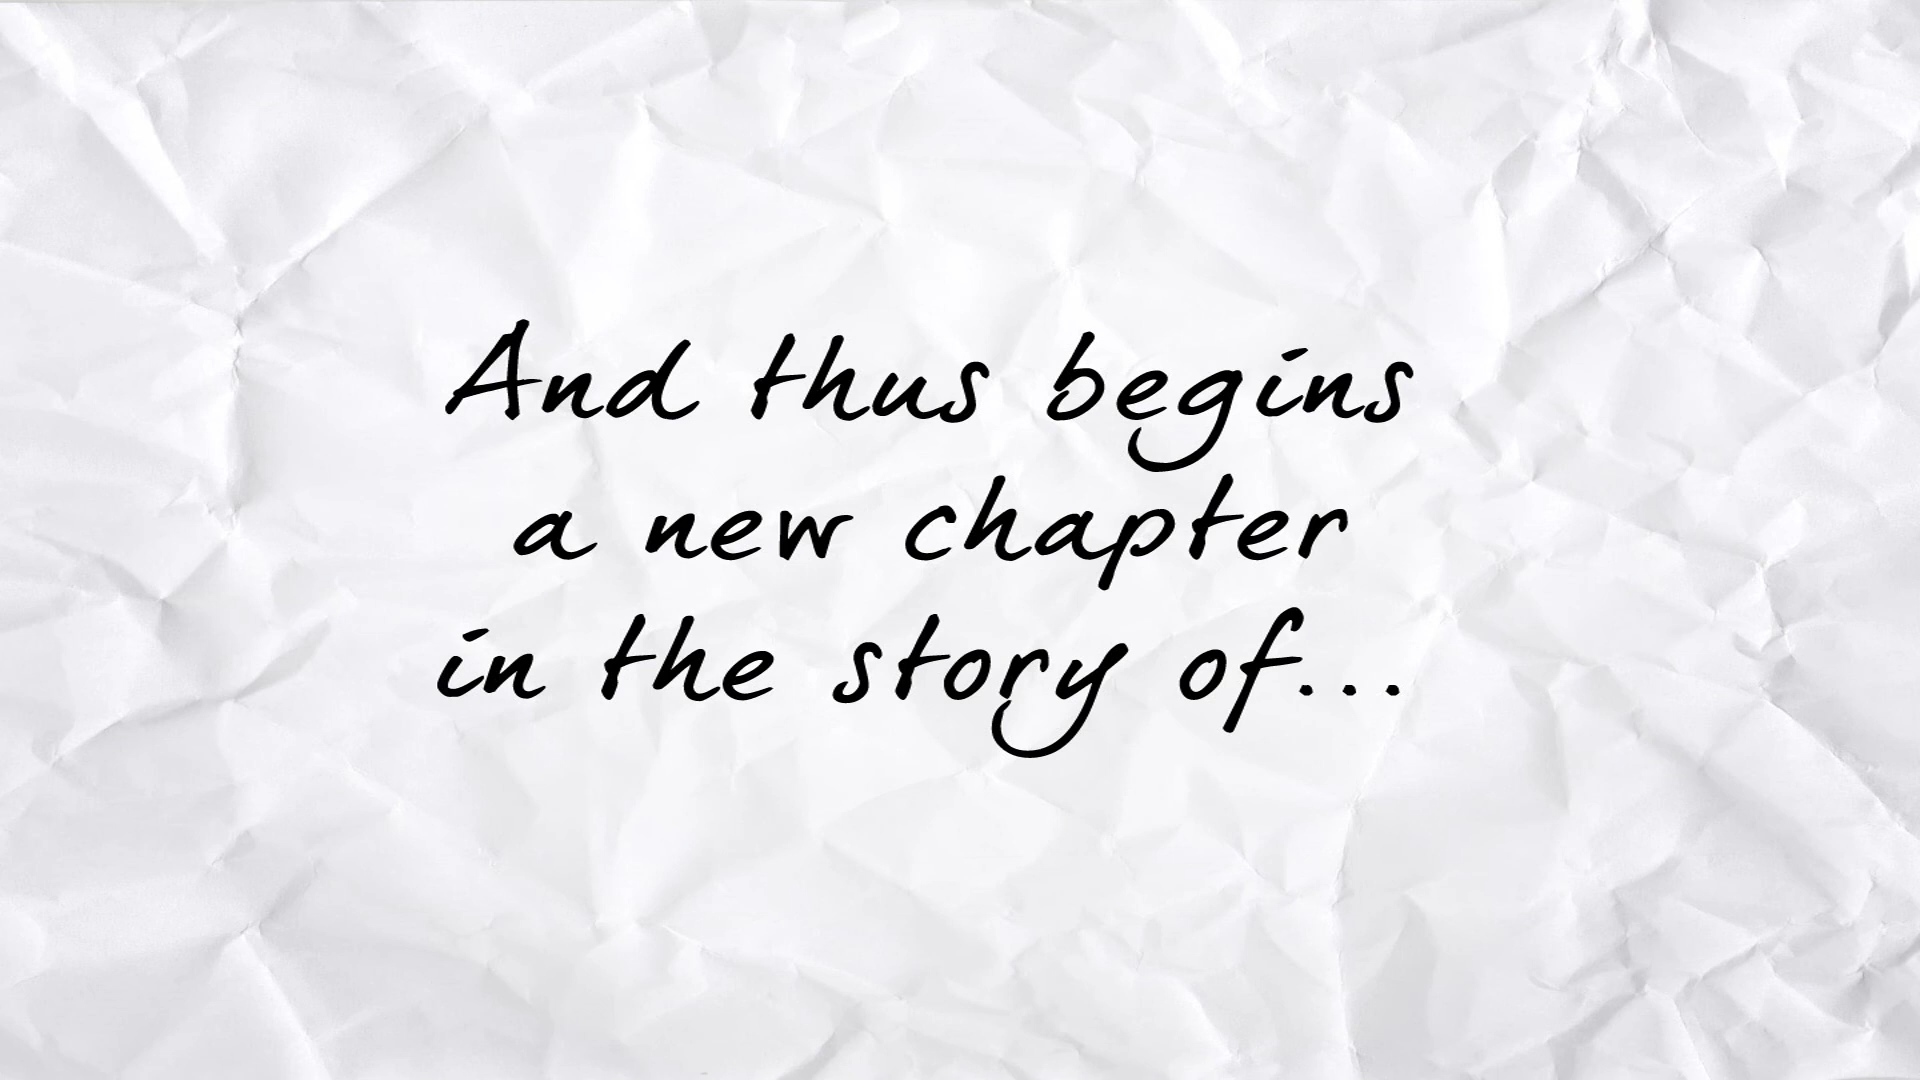 And thus begins
a new chapter
in the story of...